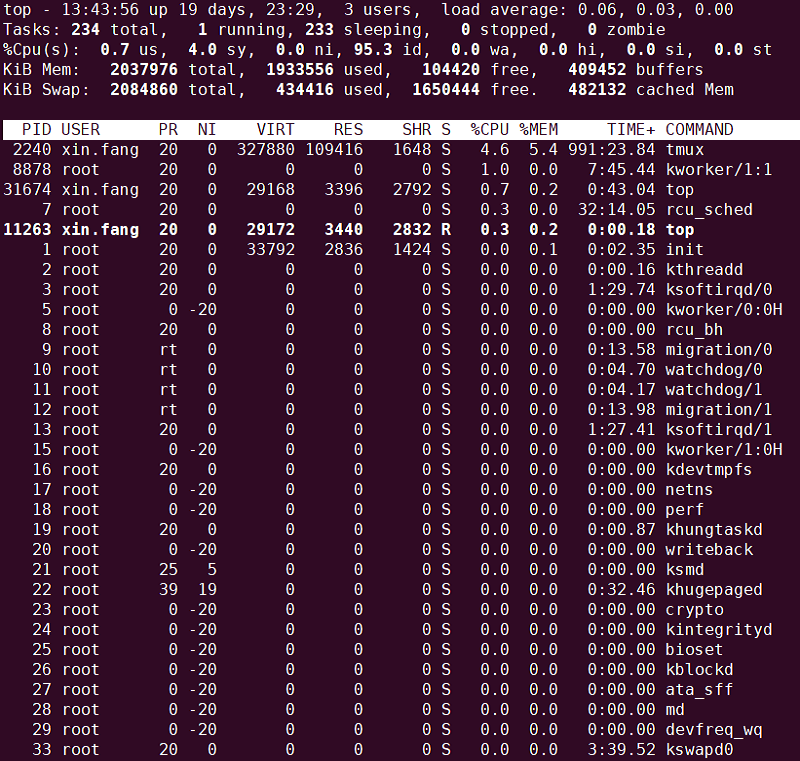 top - 13:43:56 up 19 days, 23:29,  3 users,  load average: 0.06, 0.03, 0.00
Tasks: 234 total,   1 running, 233 sleeping,   0 stopped,   0 zombie
%Cpu(s):  0.7 us,  4.0 sy,  0.0 ni, 95.3 id,  0.0 wa,  0.0 hi,  0.0 si,  0.0 st
KiB Mem:   2037976 total,  1933556 used,   104420 free,   409452 buffers
KiB Swap:  2084860 total,   434416 used,  1650444 free.   482132 cached Mem
  PID USER      PR  NI    VIRT    RES    SHR S  %CPU %MEM     TIME+ COMMAND
 2240 xin.fang  20   0  327880 109416   1648 S   4.6  5.4 991:23.84 tmux
 8878 root      20   0       0      0      0 S   1.0  0.0   7:45.44 kworker/1:1
31674 xin.fang  20   0   29168   3396   2792 S   0.7  0.2   0:43.04 top
    7 root      20   0       0      0      0 S   0.3  0.0  32:14.05 rcu_sched
11263 xin.fang  20   0   29172   3440   2832 R   0.3  0.2   0:00.18 top
    1 root      20   0   33792   2836   1424 S   0.0  0.1   0:02.35 init
    2 root      20   0       0      0      0 S   0.0  0.0   0:00.16 kthreadd
    3 root      20   0       0      0      0 S   0.0  0.0   1:29.74 ksoftirqd/0
    5 root       0 -20       0      0      0 S   0.0  0.0   0:00.00 kworker/0:0H
    8 root      20   0       0      0      0 S   0.0  0.0   0:00.00 rcu_bh
    9 root      rt   0       0      0      0 S   0.0  0.0   0:13.58 migration/0
   10 root      rt   0       0      0      0 S   0.0  0.0   0:04.70 watchdog/0
   11 root      rt   0       0      0      0 S   0.0  0.0   0:04.17 watchdog/1
   12 root      rt   0       0      0      0 S   0.0  0.0   0:13.98 migration/1
   13 root      20   0       0      0      0 S   0.0  0.0   1:27.41 ksoftirqd/1
   15 root       0 -20       0      0      0 S   0.0  0.0   0:00.00 kworker/1:0H
   16 root      20   0       0      0      0 S   0.0  0.0   0:00.00 kdevtmpfs
   17 root       0 -20       0      0      0 S   0.0  0.0   0:00.00 netns
   18 root       0 -20       0      0      0 S   0.0  0.0   0:00.00 perf
   19 root      20   0       0      0      0 S   0.0  0.0   0:00.87 khungtaskd
   20 root       0 -20       0      0      0 S   0.0  0.0   0:00.00 writeback
   21 root      25   5       0      0      0 S   0.0  0.0   0:00.00 ksmd
   22 root      39  19       0      0      0 S   0.0  0.0   0:32.46 khugepaged
   23 root       0 -20       0      0      0 S   0.0  0.0   0:00.00 crypto
   24 root       0 -20       0      0      0 S   0.0  0.0   0:00.00 kintegrityd
   25 root       0 -20       0      0      0 S   0.0  0.0   0:00.00 bioset
   26 root       0 -20       0      0      0 S   0.0  0.0   0:00.00 kblockd
   27 root       0 -20       0      0      0 S   0.0  0.0   0:00.00 ata_sff
   28 root       0 -20       0      0      0 S   0.0  0.0   0:00.00 md
   29 root       0 -20       0      0      0 S   0.0  0.0   0:00.00 devfreq_wq
   33 root      20   0       0      0      0 S   0.0  0.0   3:39.52 kswapd0